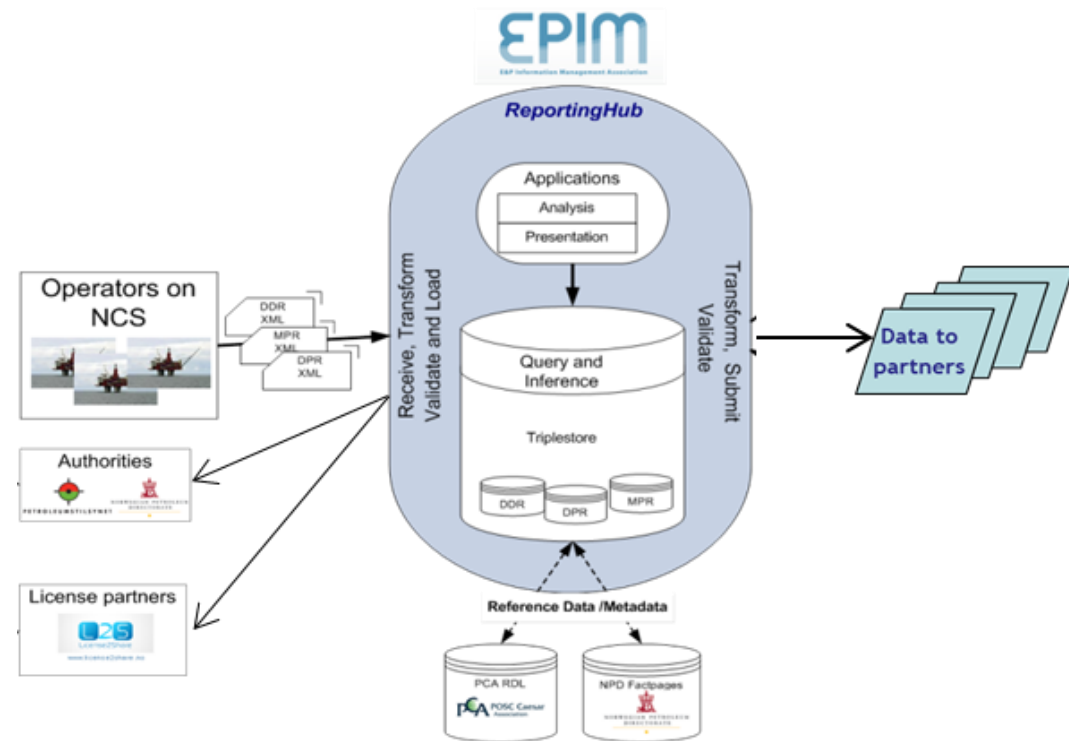 EPIM
E&P Information Management Association
ReportingHub
Applications
Analysis
Presentation
Operators on
NCS
DDR
XML
MPR
XML
DPR
XML
Receive, Transform
Validate and Load
Transform, Submit
Validate
Query and
Inference
Triplestore
DDR
DPR
MPR
Data to
partners
Authorities
PETROLEUMSTILSYNET
NORWEGIAN PETROLEUM
DIRECTORATE
License partners
L2S
License2Share
www.licence2share.no
Reference Data /Metadata
PCA RDL
PCA POSC Caesar
Association
NPD Factpages
NORWEGIAN PETROLEUM
DIRECTORATE